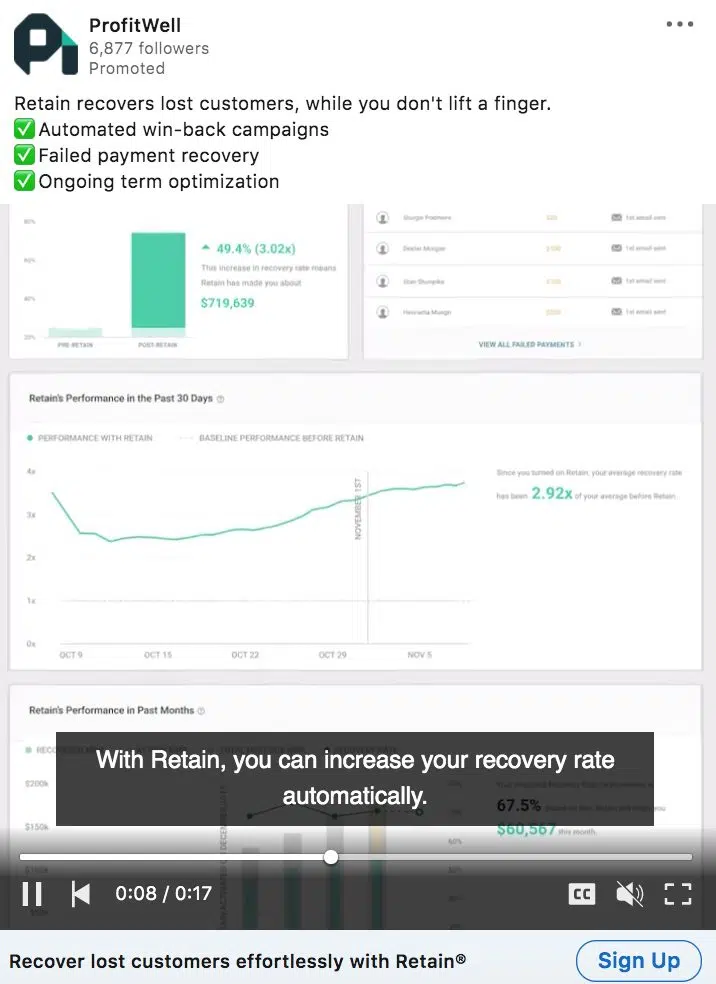 ProfitWell
6,877 followers
Promoted
Retain recovers lost customers, while you don't lift a finger.
✅Automated win-back campaigns
✅Failed payment recovery
✅Ongoing term optimization
80%
60%
40%
20%
49.4% (3.02x)
This increase in recovery rate means
Retain has made you about
$719,639
PRE-RETAIN
POST-RETAIN
1st email sent
Dexter Morgan
$100
1st email sent
Stan Stumpike
$100
1st email sent
1st email sent
VIEW ALL FAILED PAYMENTS
Retain's Performance in the Past 30 Days
PERFORMANCE WITH RETAIN
BASELINE PERFORMANCE BEFORE RETAIN
4x
3x
2x
1x
0x
NOVEMBER 1ST
OCT 9
OCT 15
OCT 22
OCT 29
NOV 5
Since you turned on Retain, your average recovery rate
has been 2.92x of your average before Retain.
Retain's Performance in Past Months
$200k
$150k
$100k
With Retain, you can increase your recovery rate
automatically.
67.5%
you
$60,567 this month.
60%
0:08 / 0:17
CC
Recover lost customers effortlessly with Retain®
Sign Up